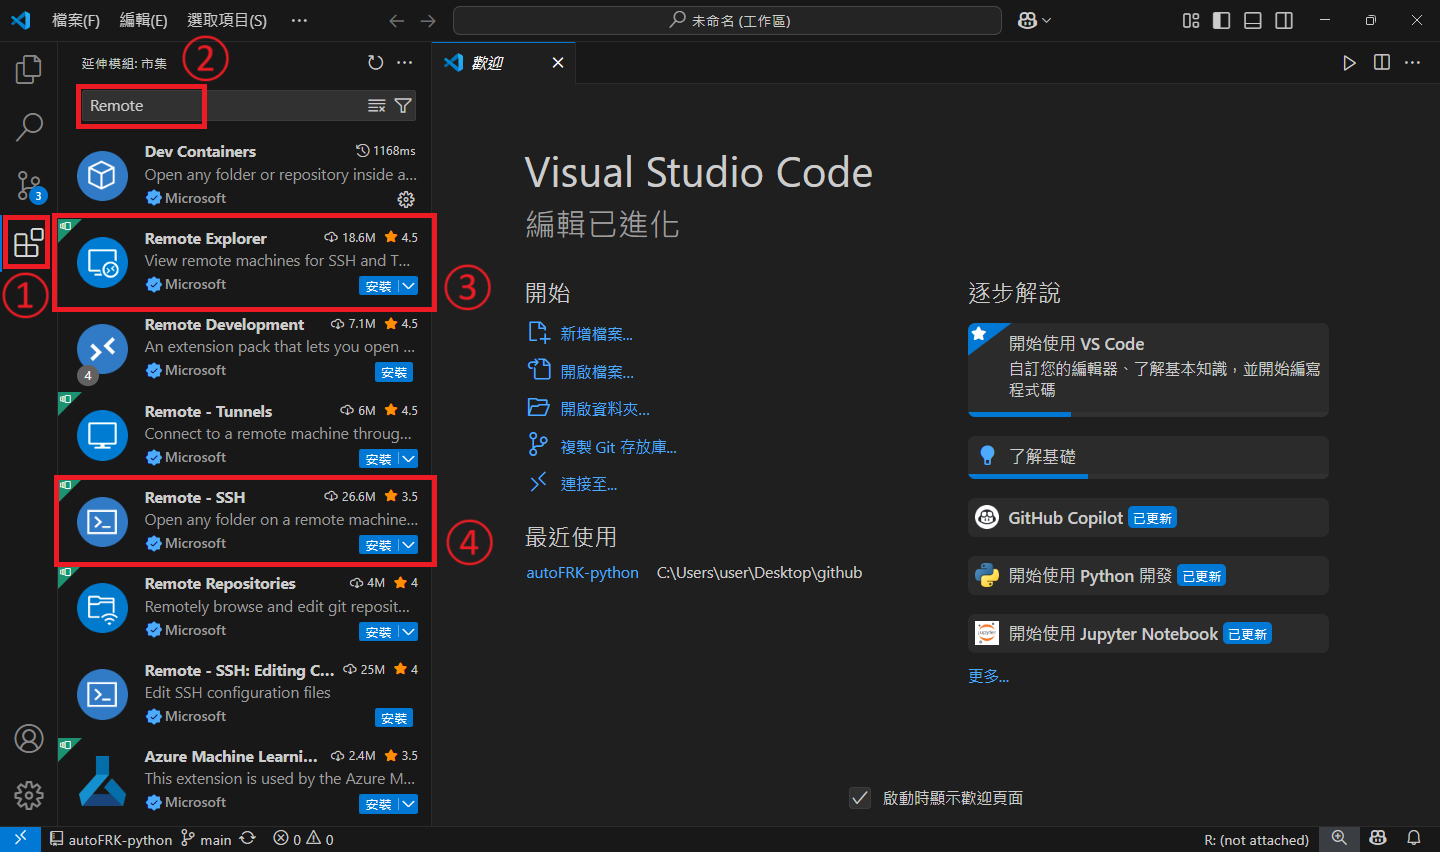 檔案(F) 編輯(E) 選取項目(S) ···
未命名 (工作區)
延伸模組: 市集
②
歡迎
Remote
Dev Containers 1168ms
Open any folder or repository inside a...
Microsoft
3
①
Remote Explorer 18.6M 4.5
View remote machines for SSH and T...
Microsoft 安裝
③
Remote Development 7.1M 4.5
An extension pack that lets you open ...
Microsoft 安裝
4
Remote - Tunnels 6M 4.5
Connect to a remote machine throug...
Microsoft 安裝
Remote - SSH 26.6M 3.5
Open any folder on a remote machine...
Microsoft 安裝
④
Remote Repositories 4M 4
Remotely browse and edit git reposit...
Microsoft 安裝
Remote - SSH: Editing C... 25M 4
Edit SSH configuration files
Microsoft 安裝
Azure Machine Learni... 2.4M 3.5
This extension is used by the Azure M...
Microsoft 安裝
Visual Studio Code
編輯已進化
開始
新增檔案...
開啟檔案...
開啟資料夾...
複製 Git 存放庫...
連接至...
最近使用
autoFRK-python C:\Users\user\Desktop\github
逐步解說
開始使用 VS Code
自訂您的編輯器、了解基本知識，並開始編寫
程式碼
了解基礎
GitHub Copilot 已更新
開始使用 Python 開發 已更新
jupyter
開始使用 Jupyter Notebook 已更新
更多...
啟動時顯示歡迎頁面
autoFRK-python main 0 0
R: (not attached)